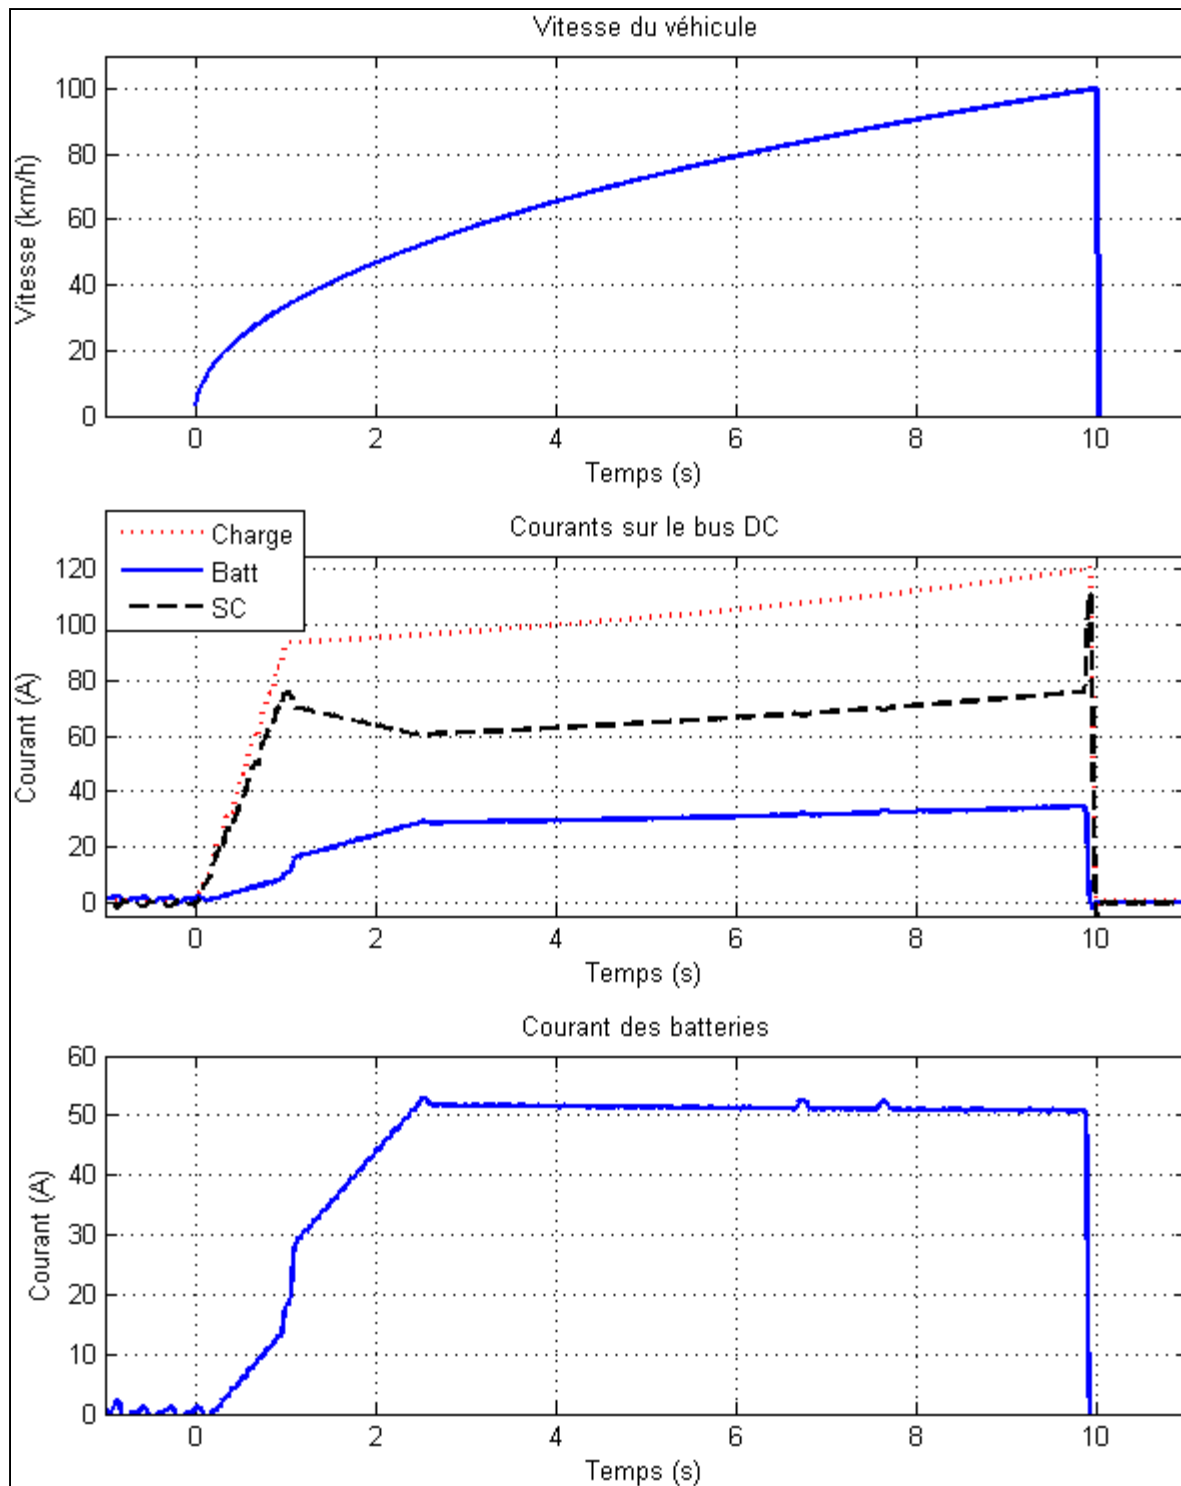 Vitesse du véhicule
Vitesse (km/h)
100
80
60
40
20
0
0 2 4 6 8 10
Temps (s)
Courants sur le bus DC
Charge
Batt
SC
Courant (A)
120
100
80
60
40
20
0
0 2 4 6 8 10
Temps (s)
Courant des batteries
Courant (A)
60
50
40
30
20
10
0
0 2 4 6 8 10
Temps (s)